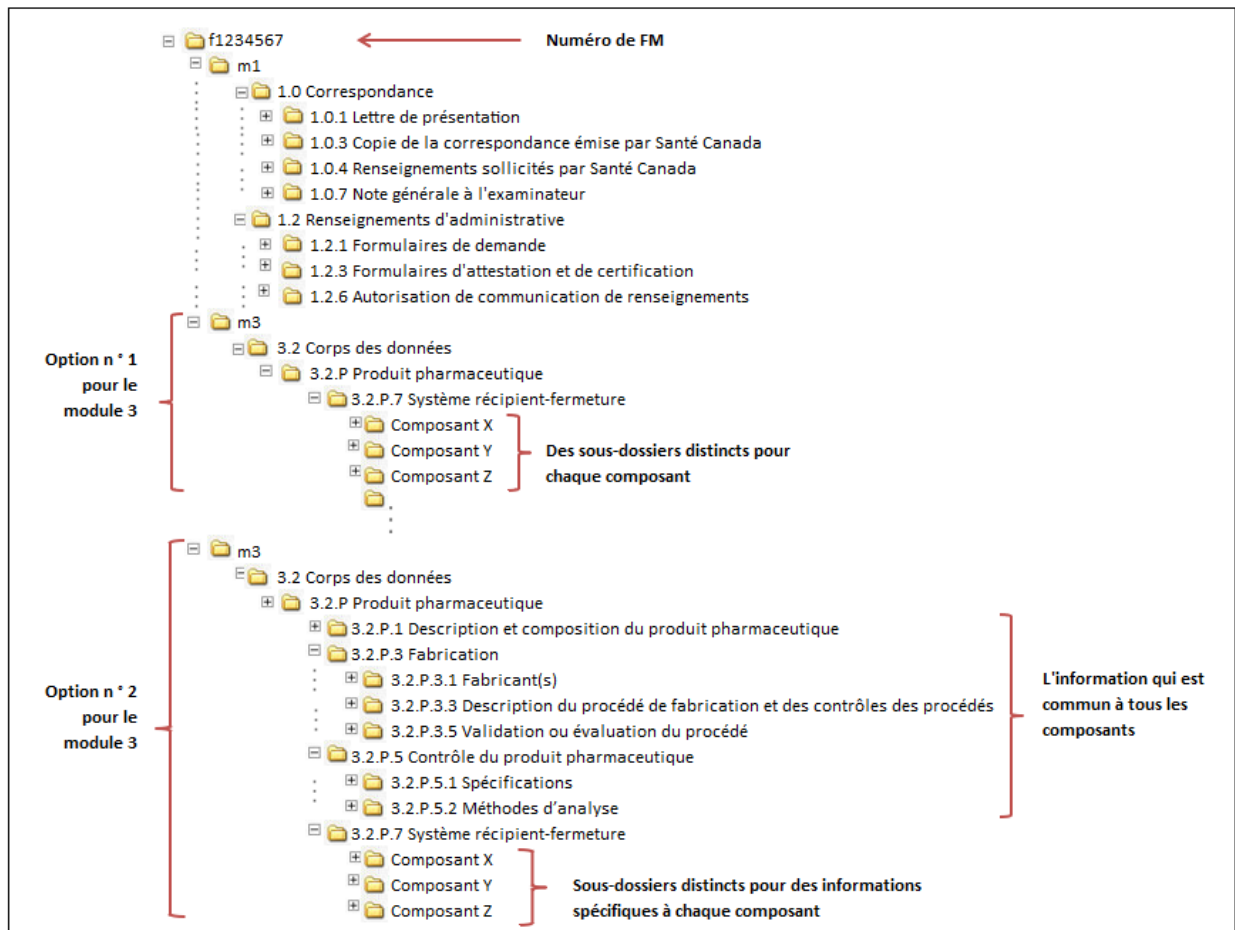 f1234567
Numéro de FM
m1
1.0 Correspondance
1.0.1 Lettre de présentation
1.0.3 Copie de la correspondance émise par Santé Canada
1.0.4 Renseignements sollicités par Santé Canada
1.0.7 Note générale à l'examinateur
1.2 Renseignements d'administrative
1.2.1 Formulaires de demande
1.2.3 Formulaires d'attestation et de certification
1.2.6 Autorisation de communication de renseignements
Option n ° 1
pour le
module 3
m3
3.2 Corps des données
3.2.P Produit pharmaceutique
3.2.P.7 Système récipient-fermeture
Composant X
Composant Y
Composant Z
Des sous-dossiers distincts pour
chaque composant
Option n ° 2
pour le
module 3
m3
3.2 Corps des données
3.2.P Produit pharmaceutique
3.2.P.1 Description et composition du produit pharmaceutique
3.2.P.3 Fabrication
3.2.P.3.1 Fabricant(s)
3.2.P.3.3 Description du procédé de fabrication et des contrôles des procédés
3.2.P.3.5 Validation ou évaluation du procédé
3.2.P.5 Contrôle du produit pharmaceutique
3.2.P.5.1 Spécifications
3.2.P.5.2 Méthodes d'analyse
L'information qui est
commun à tous les
composants
3.2.P.7 Système récipient-fermeture
Composant X
Composant Y
Composant Z
Sous-dossiers distincts pour des informations
spécifiques à chaque composant